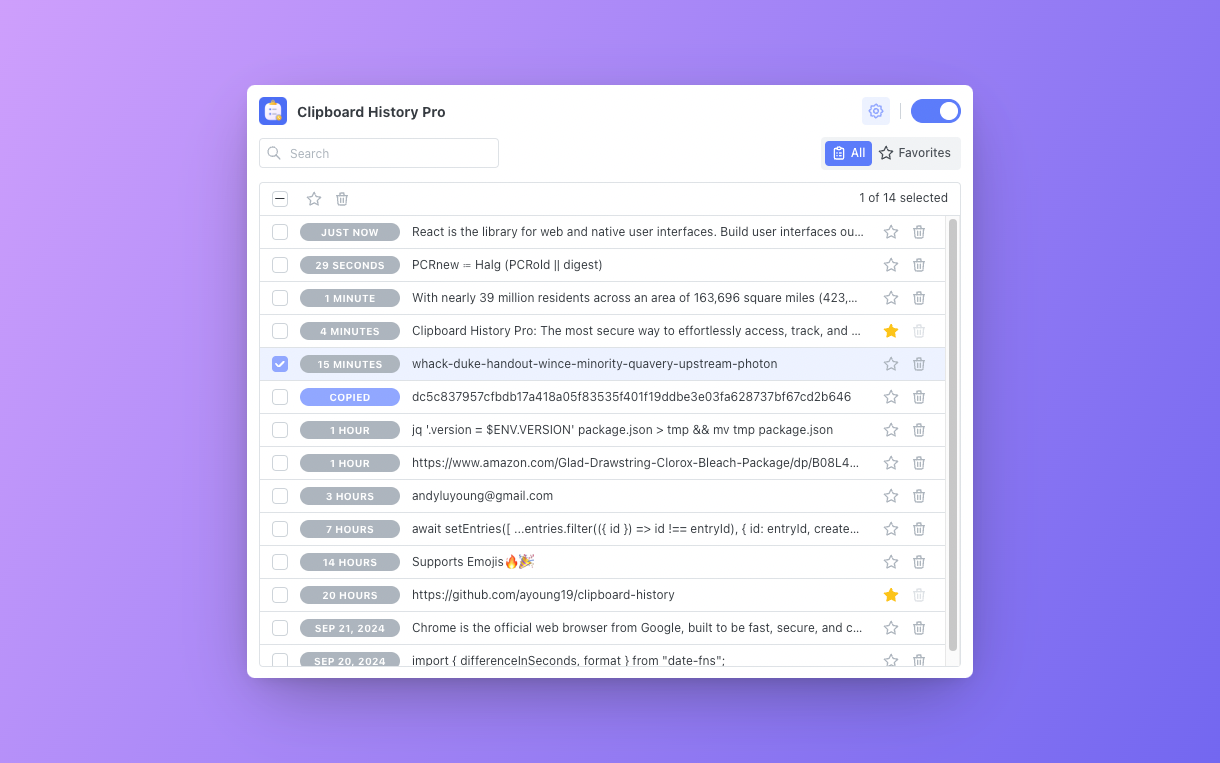 Clipboard History Pro
Search
All Favorites
1 of 14 selected
JUST NOW React is the library for web and native user interfaces. Build user interfaces ou...
29 SECONDS PCRnew ≔ Halg (PCRold || digest)
1 MINUTE With nearly 39 million residents across an area of 163,696 square miles (423,...
4 MINUTES Clipboard History Pro: The most secure way to effortlessly access, track, and ...
15 MINUTES whack-duke-handout-wince-minority-quavery-upstream-photon
COPIED dc5c837957cfbdb17a418a05f83535f401f19ddbe3e03fa628737bf67cd2b646
1 HOUR jq '.version = $ENV.VERSION' package.json > tmp && mv tmp package.json
1 HOUR https://www.amazon.com/Glad-Drawstring-Clorox-Bleach-Package/dp/B08L4...
3 HOURS andyluyoung@gmail.com
7 HOURS await setEntries([ ...entries.filter(({ id }) => id !== entryId), { id: entryId, create...
14 HOURS Supports Emojis🔥🎉
20 HOURS https://github.com/ayoung19/clipboard-history
SEP 21, 2024 Chrome is the official web browser from Google, built to be fast, secure, and c...
SEP 20, 2024 import { differenceInSeconds, format } from "date-fns";